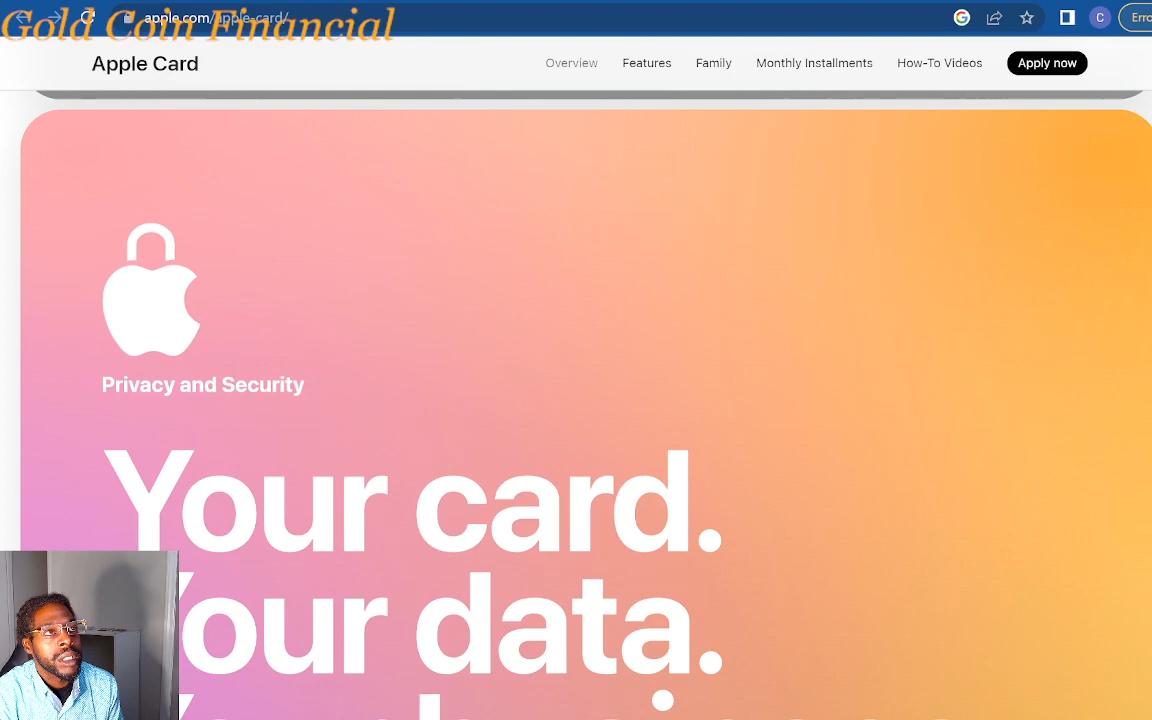 Gold Coin Financial
apple.com/apple-card/
C
Erro
Apple Card
Overview
Features
Family
Monthly Installments
How-To Videos
Apply now
Privacy and Security
Your card.
Your data.